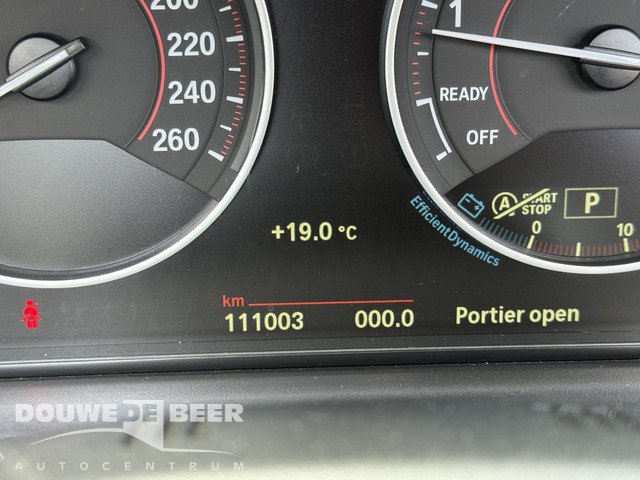 200
220
240
260
1
READY
OFF
START
STOP
A
P
0
10
EfficientDynamics
+19.0 °C
km
111003 000.0
Portier open
DOUWE DE BEER
AUTOCENTRUM